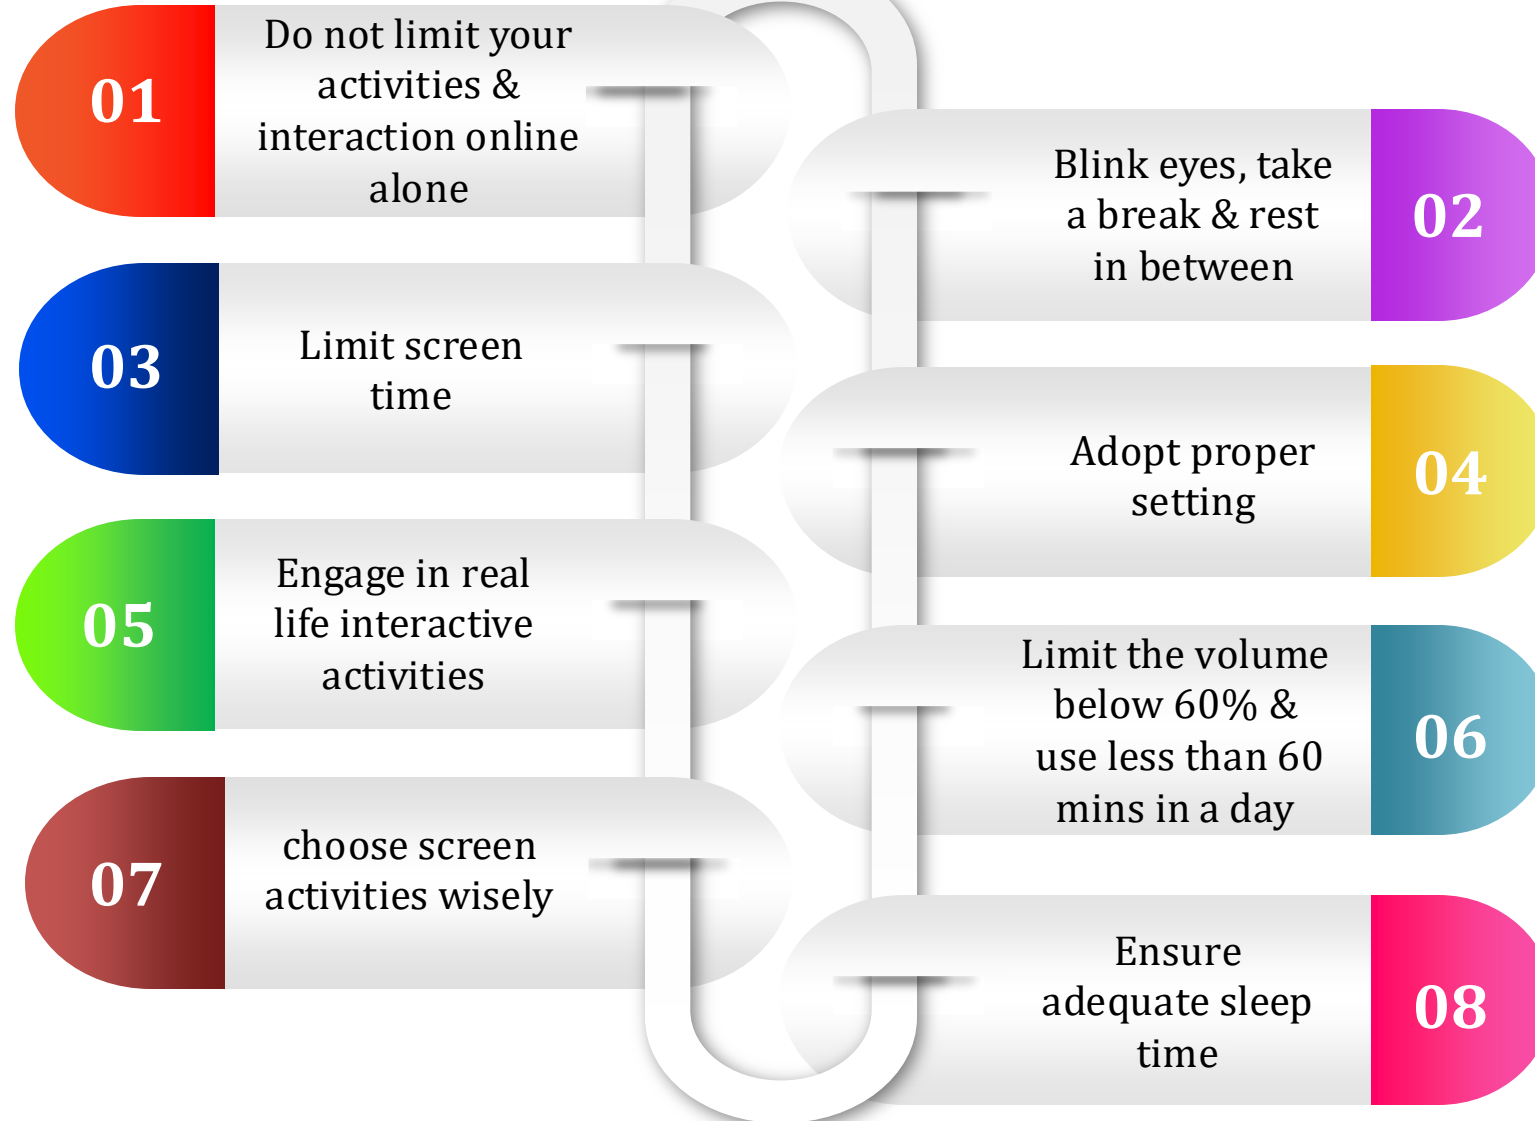 01
Do not limit your
activities &
interaction online
alone
02
Blink eyes, take
a break & rest
in between
03
Limit screen
time
04
Adopt proper
setting
05
Engage in real
life interactive
activities
06
Limit the volume
below 60% &
use less than 60
mins in a day
07
choose screen
activities wisely
08
Ensure
adequate sleep
time